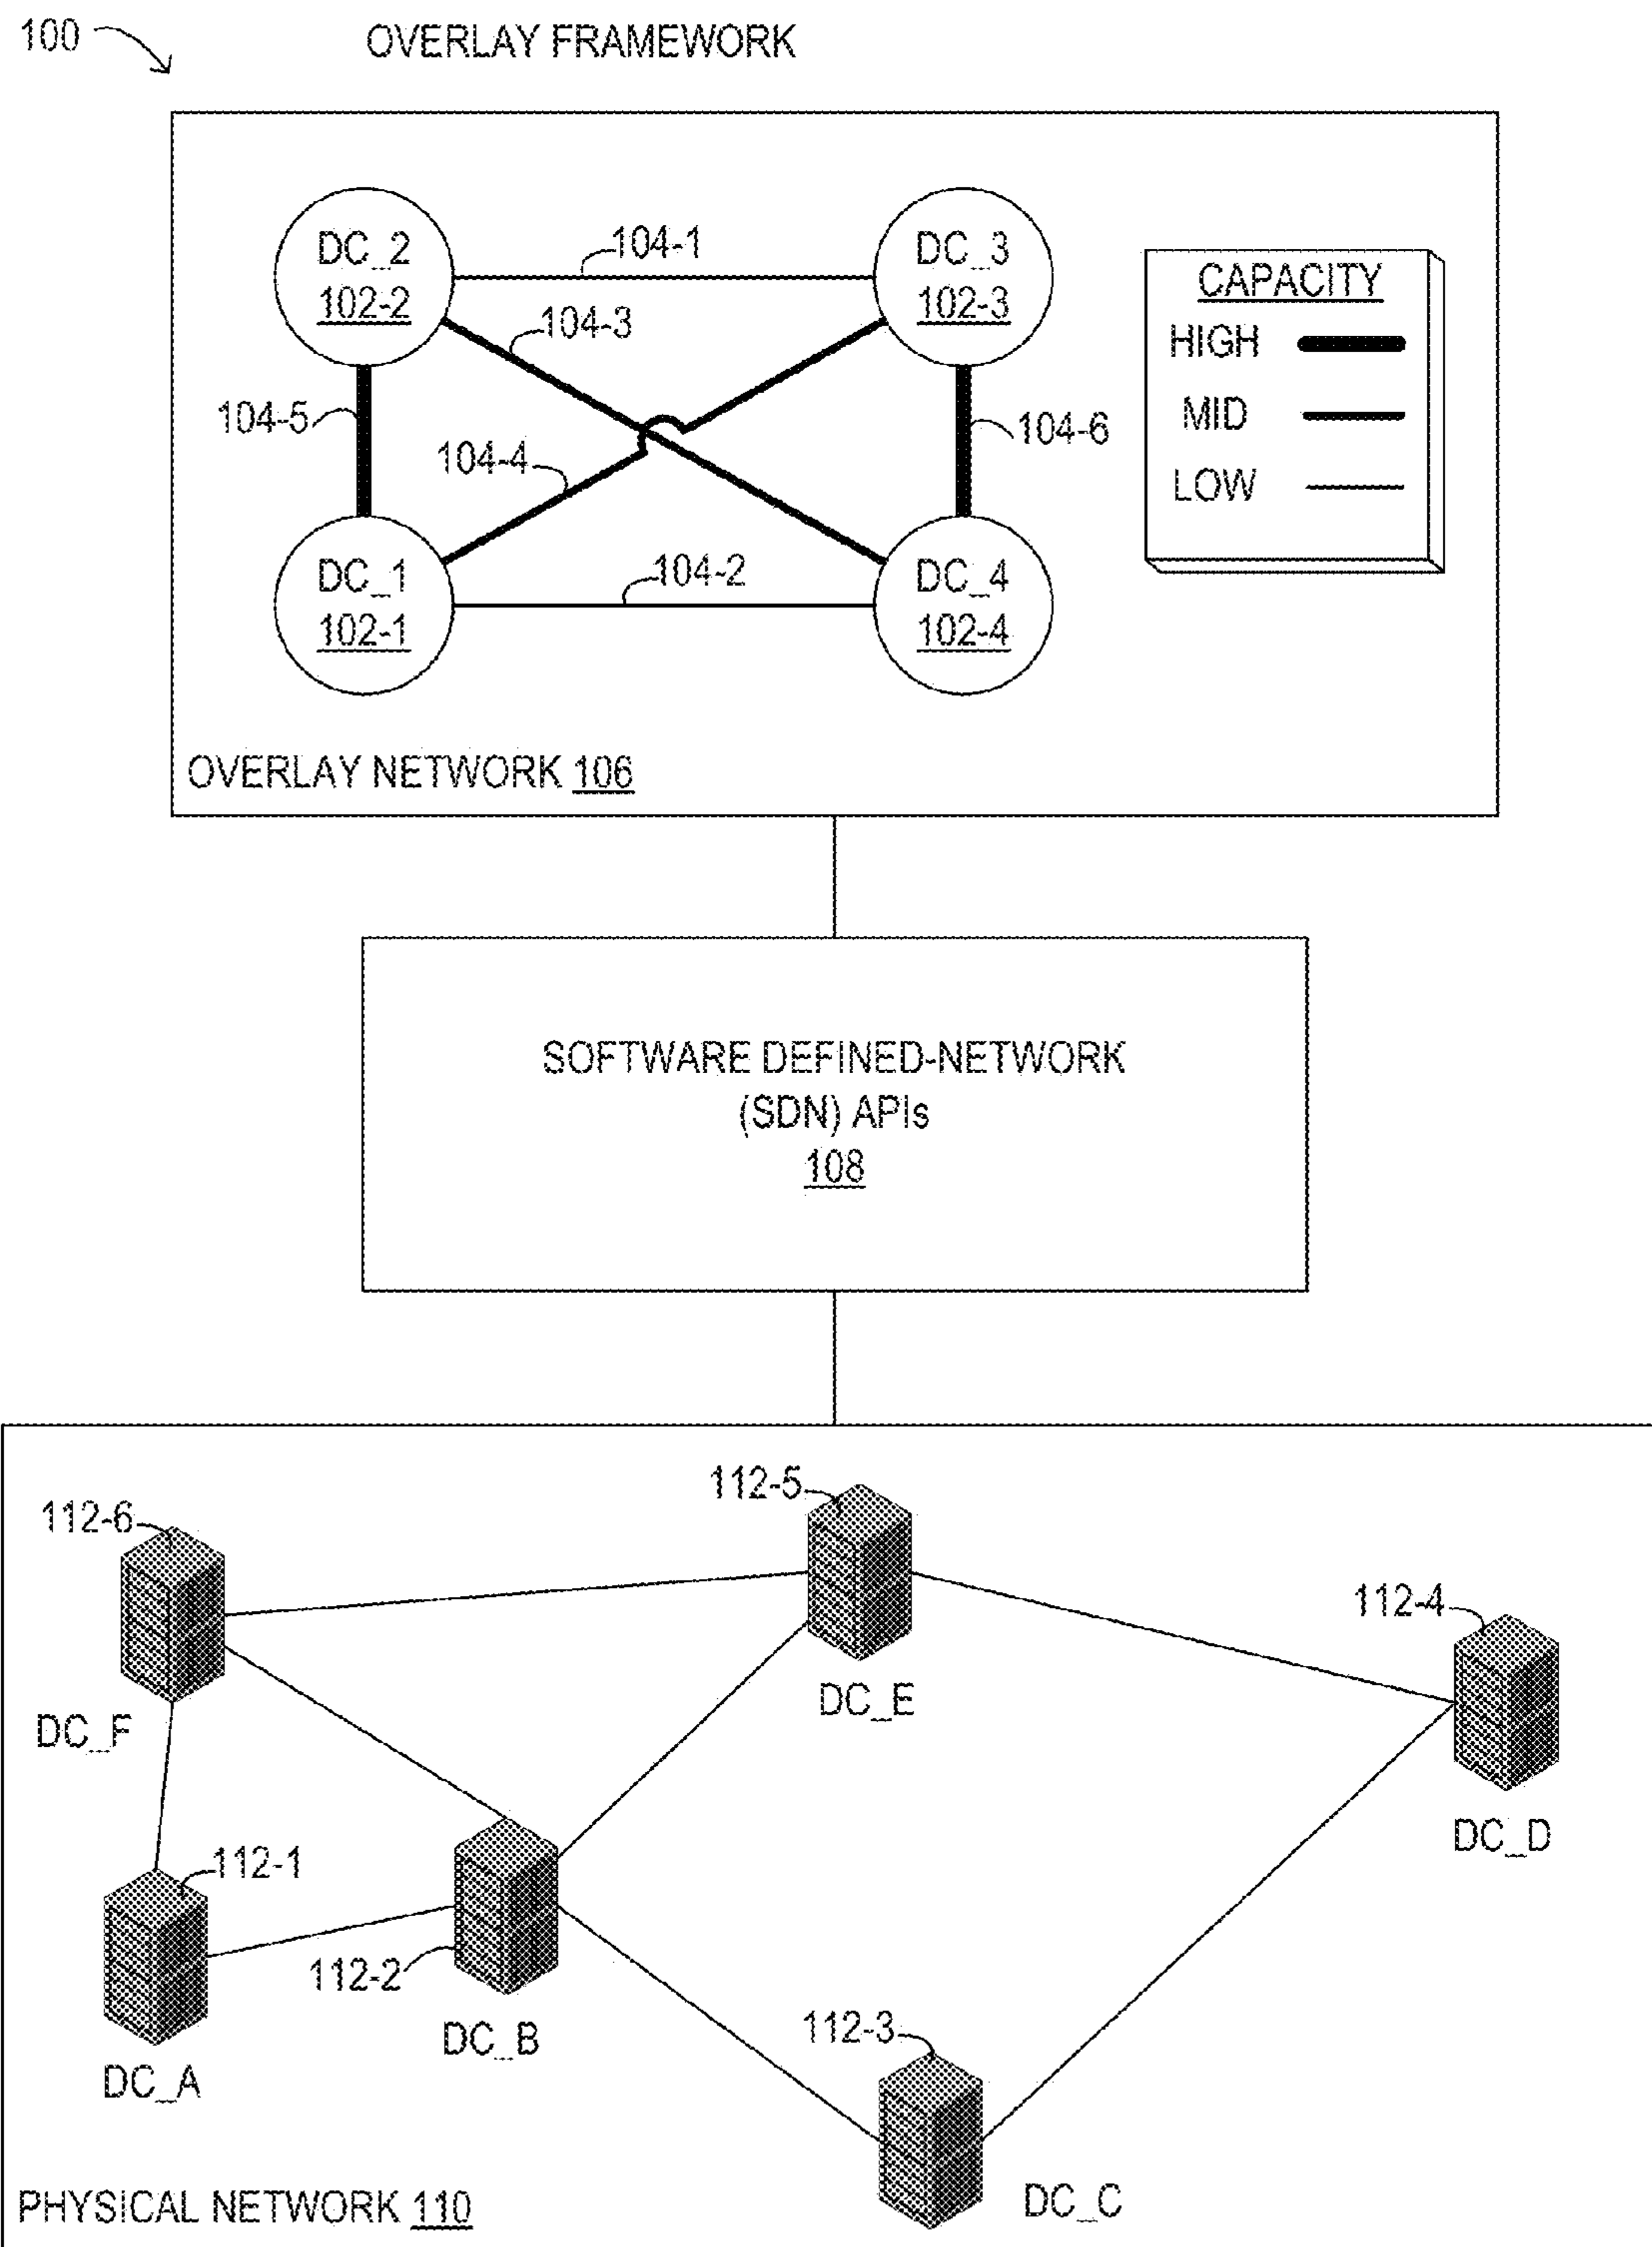 100
OVERLAY FRAMEWORK
DC_2
102-2
104-1
DC_3
102-3
104-3
CAPACITY
HIGH
MID
LOW
104-5
104-4
104-6
DC_1
102-1
104-2
DC_4
102-4
OVERLAY NETWORK 106
SOFTWARE DEFINED-NETWORK
(SDN) APIs
108
112-6
112-5
112-4
DC_F
DC_E
DC_D
112-1
112-2
DC_B
DC_A
112-3
DC_C
PHYSICAL NETWORK 110